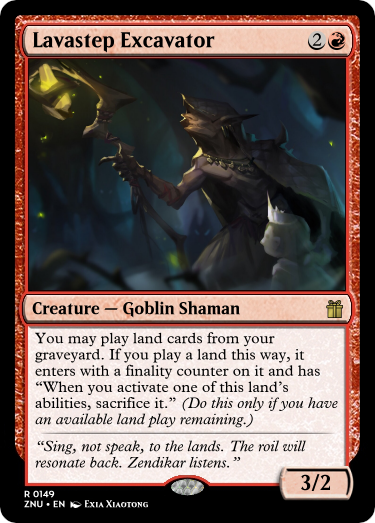 Lavastep Excavator 2
Creature — Goblin Shaman
You may play land cards from your
graveyard. If you play a land this way, it
enters with a finality counter on it and has
“When you activate one of this land’s
abilities, sacrifice it.” (Do this only if you have
an available land play remaining.)
“Sing, not speak, to the lands. The roil will
resonate back. Zendikar listens.”
3/2
R 0149
ZNU • EN Exia Xiaotong